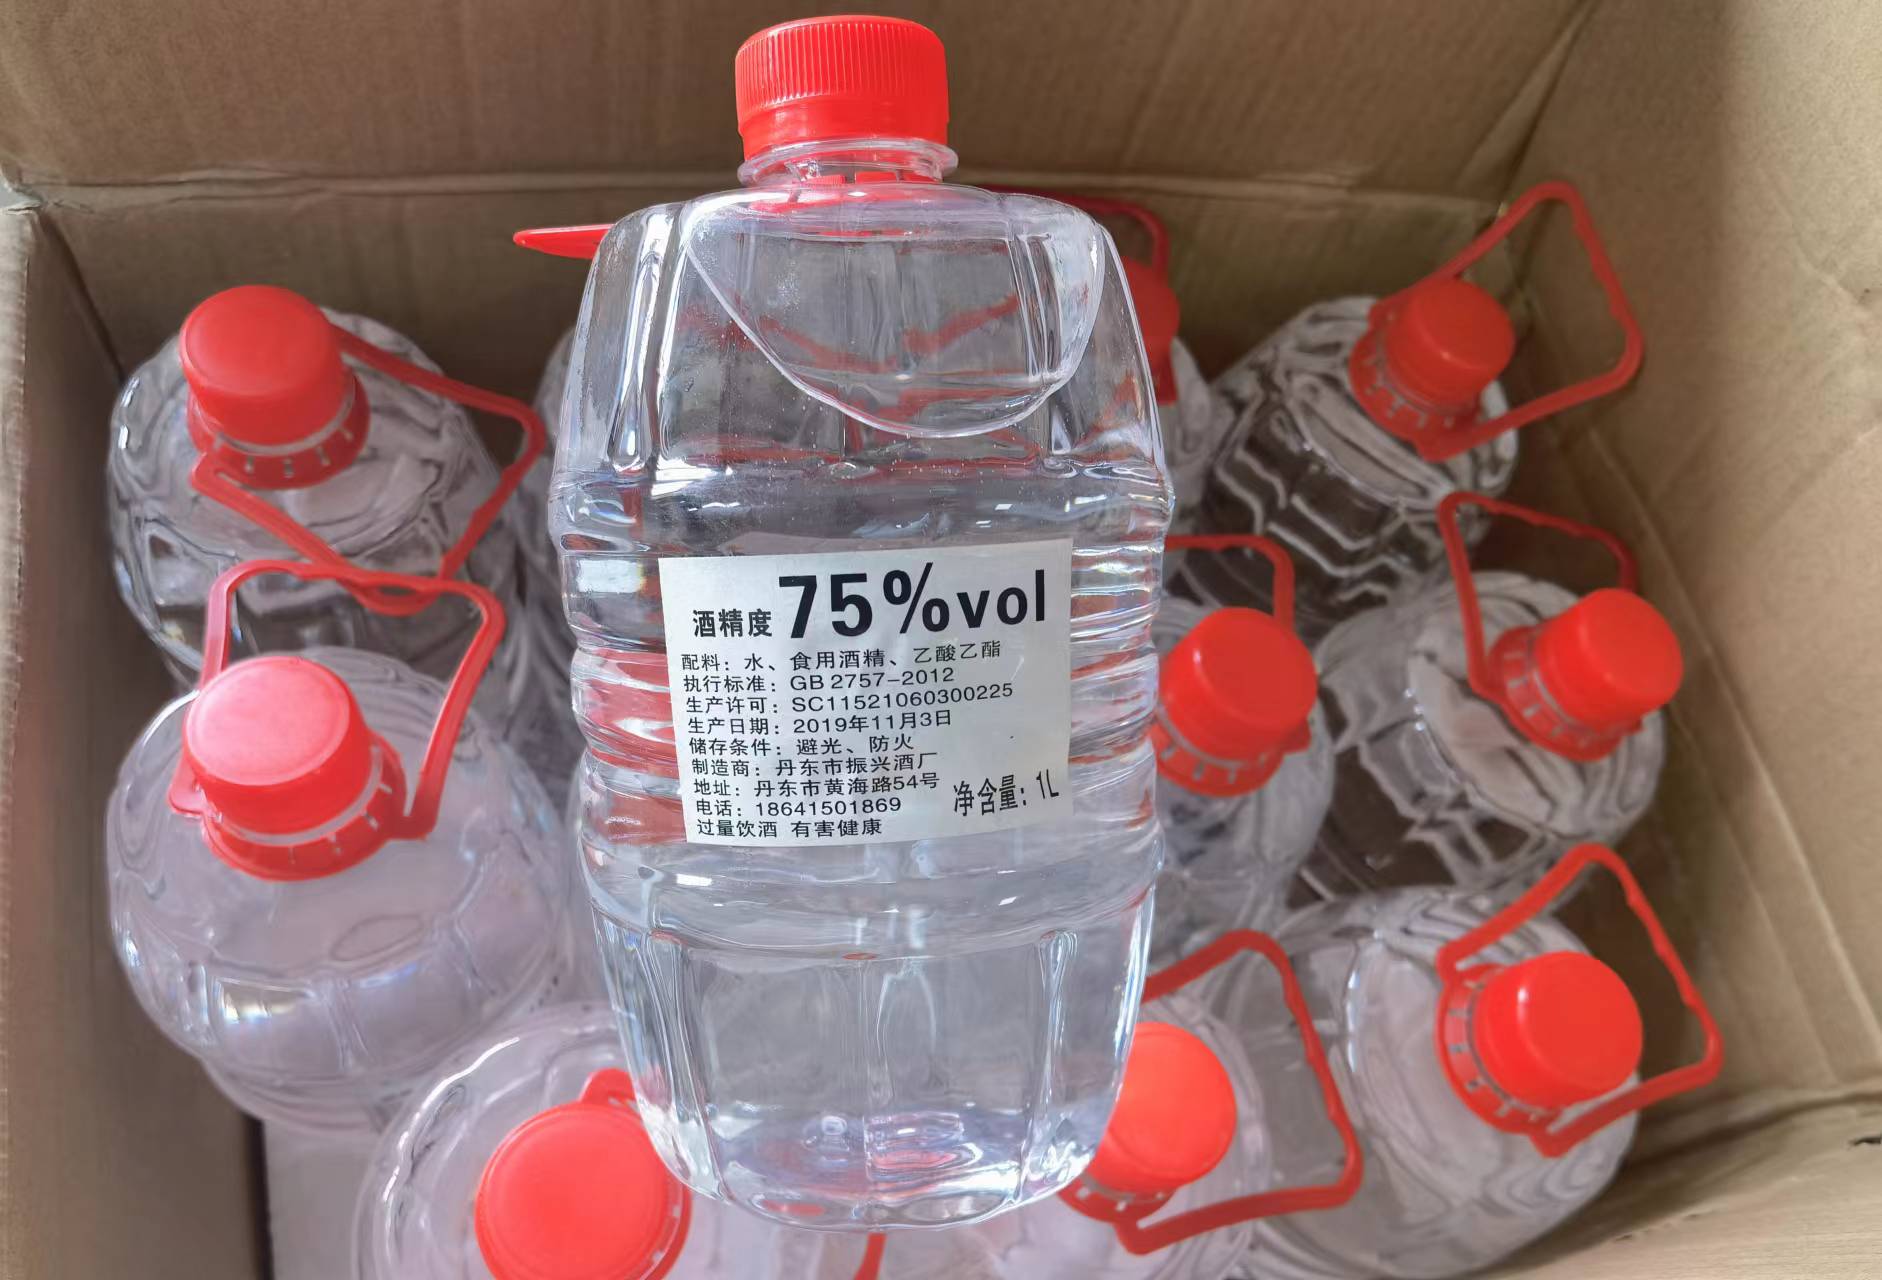 酒精度 75%vol
配料：水、食用酒精、乙酸乙酯
执行标准：GB 2757-2012
生产许可：SC11521060300225
生产日期：2019年11月3日
储存条件：避光、防火
制造商：丹东市振兴酒厂
地址：丹东市黄海路54号
电话：18641501869
净含量：1L
过量饮酒 有害健康